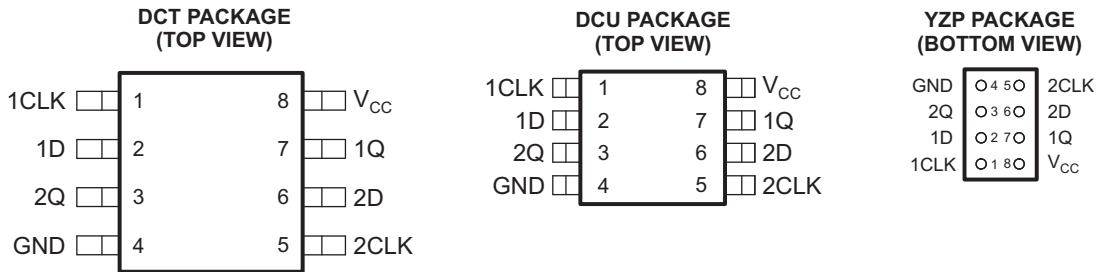 DCT PACKAGE
(TOP VIEW)
1CLK 1 8 VCC
1D 2 7 1Q
2Q 3 6 2D
GND 4 5 2CLK
DCU PACKAGE
(TOP VIEW)
1CLK 1 8 VCC
1D 2 7 1Q
2Q 3 6 2D
GND 4 5 2CLK
YZP PACKAGE
(BOTTOM VIEW)
GND 4 5 2CLK
2Q 3 6 2D
1D 2 7 1Q
1CLK 1 8 VCC